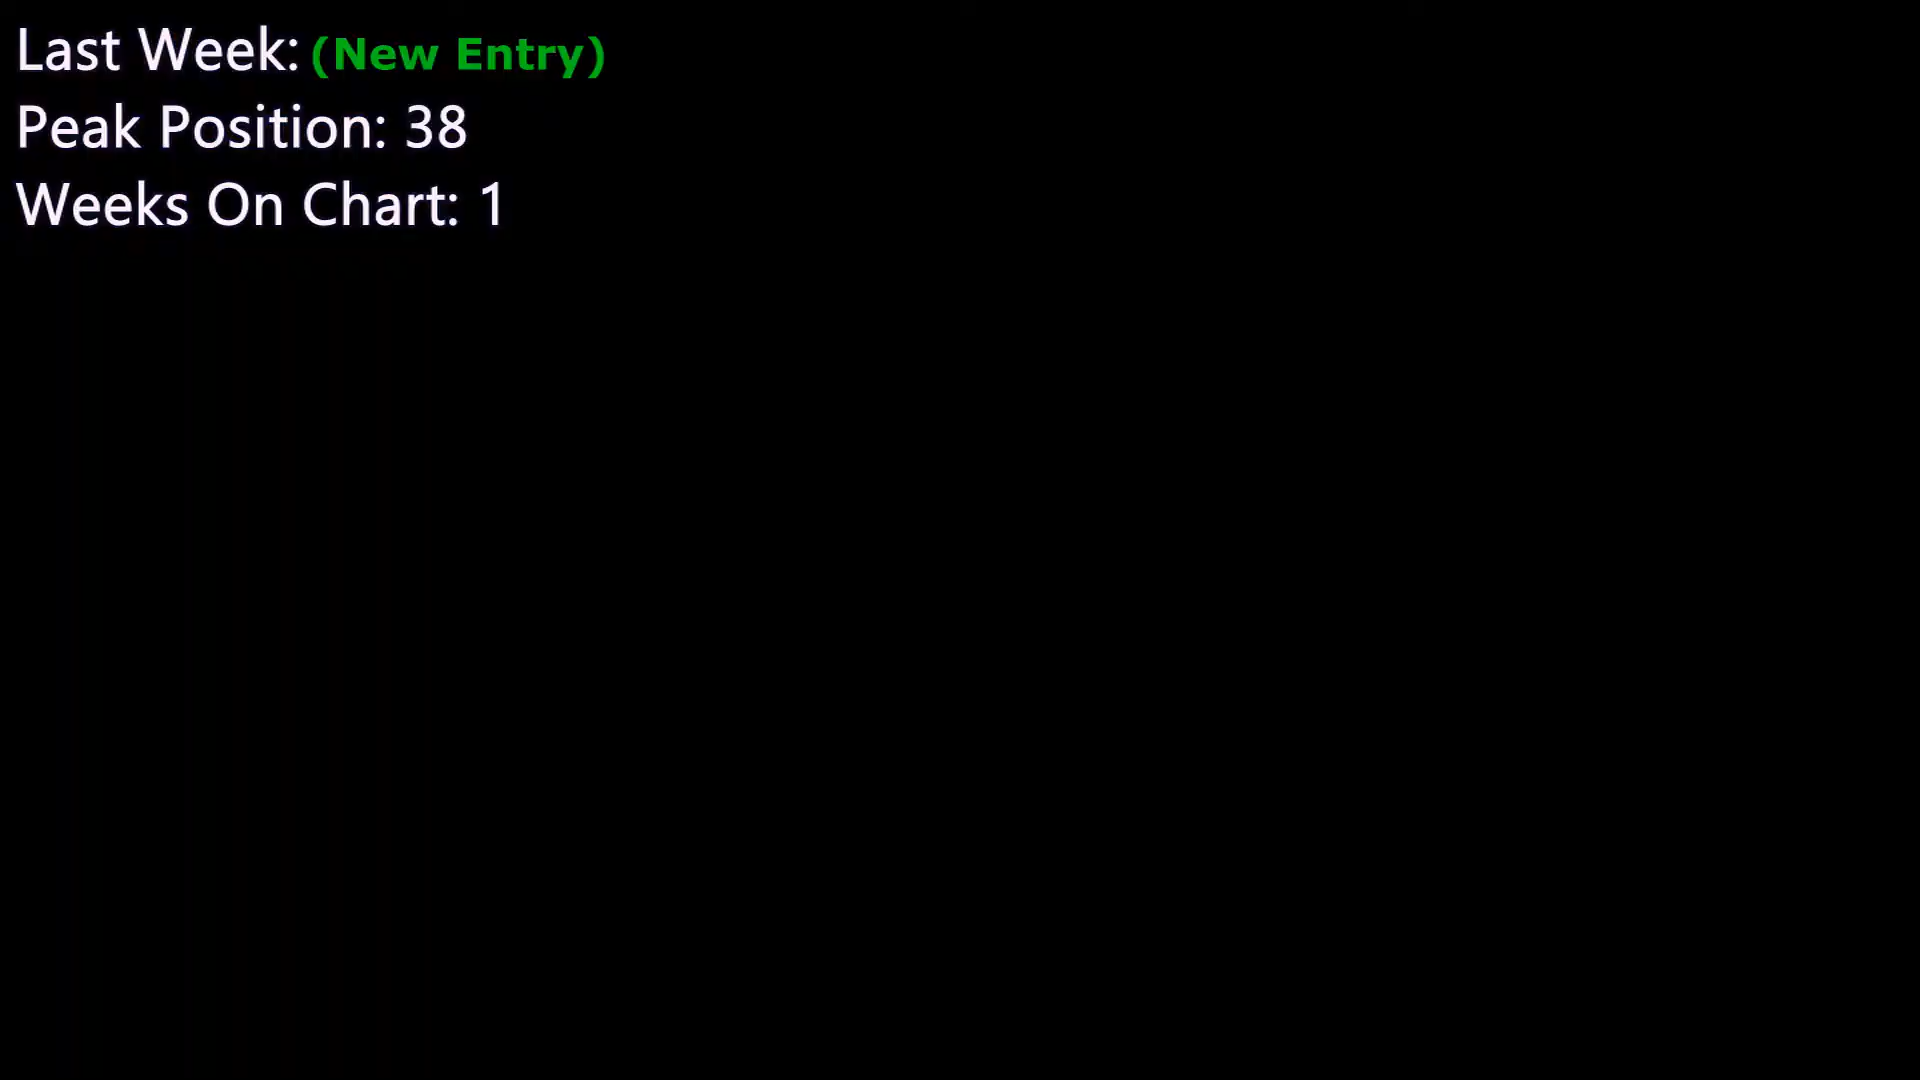 Last Week: (New Entry)
Peak Position: 38
Weeks On Chart: 1